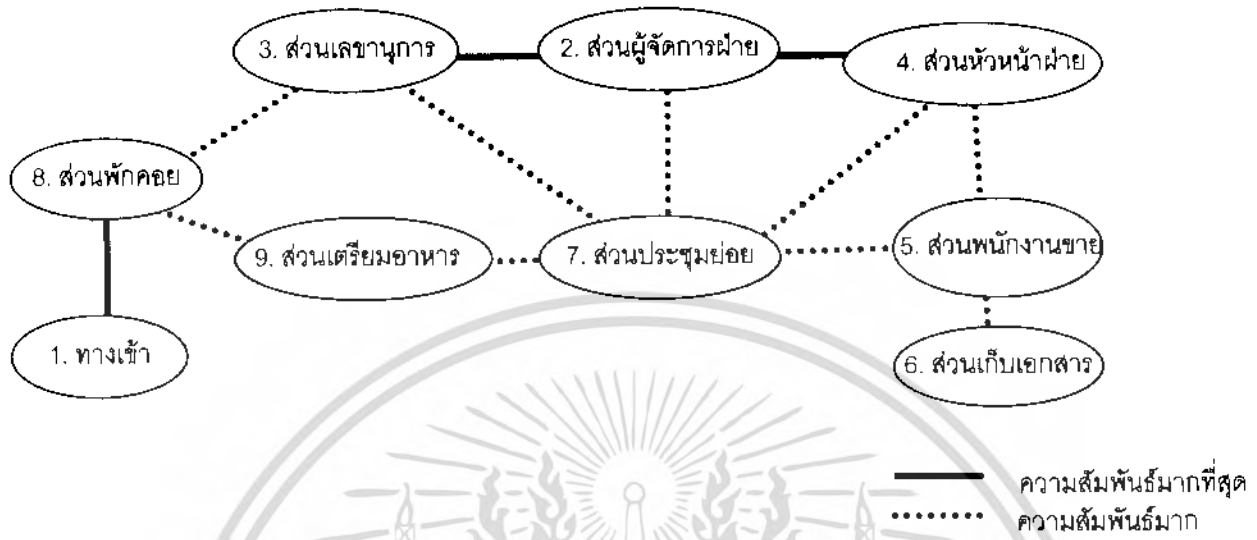 3. ส่วนเลขานุการ
2. ส่วนผู้จัดการฝ่าย
4. ส่วนหัวหน้าฝ่าย
8. ส่วนพักคอย
9. ส่วนเตรียมอาหาร
7. ส่วนประชุมย่อย
5. ส่วนพนักงานขาย
1. ทางเข้า
6. ส่วนเก็บเอกสาร
ความสัมพันธ์มากที่สุด
ความสัมพันธ์มาก